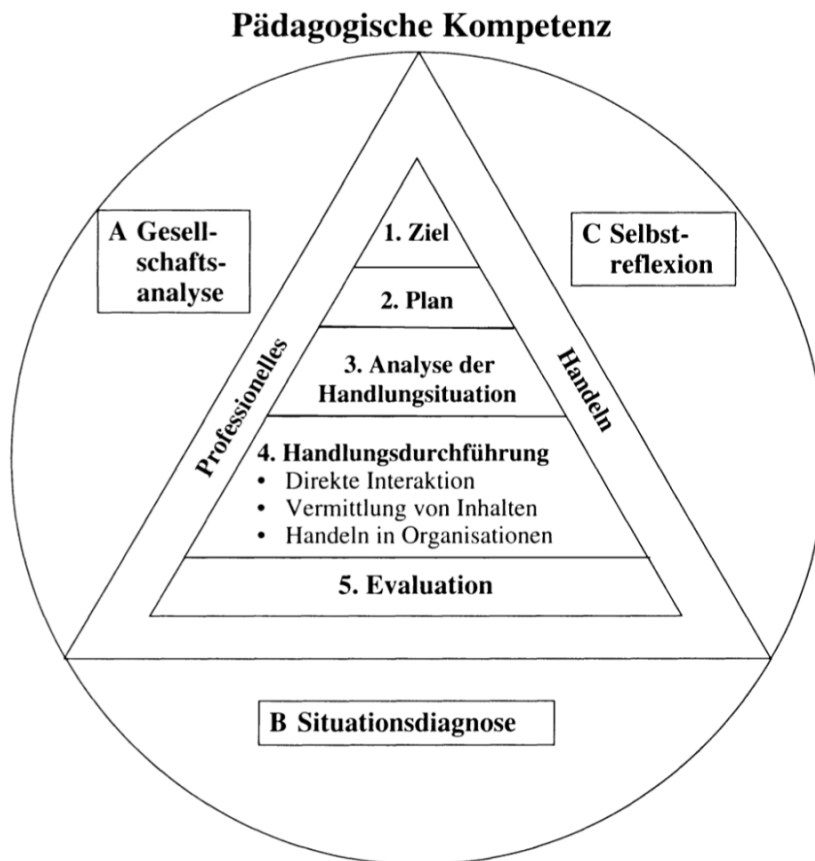 Pädagogische Kompetenz
A Gesell-
schafts-
analyse
C Selbst-
reflexion
1. Ziel
2. Plan
Professionelles
Handeln
3. Analyse der
Handlungsituation
4. Handlungsdurchführung
• Direkte Interaktion
• Vermittlung von Inhalten
• Handeln in Organisationen
5. Evaluation
B Situationsdiagnose